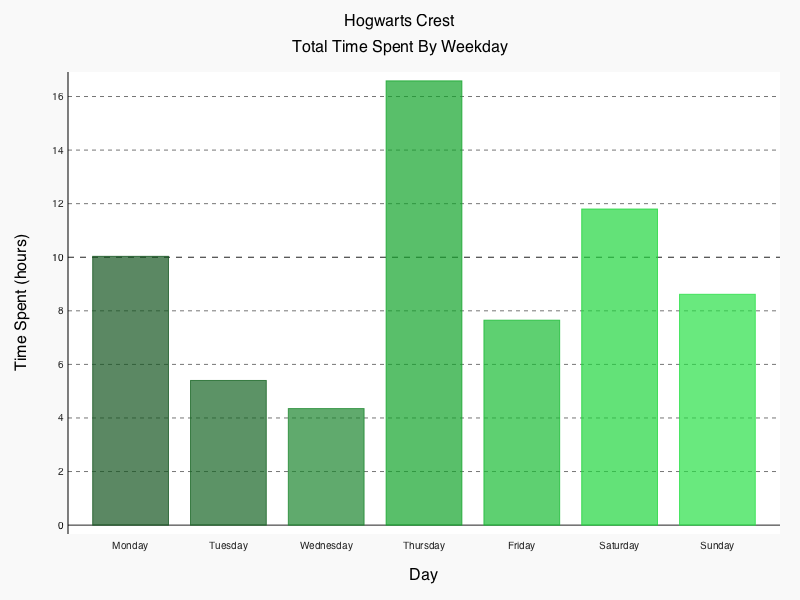 Hogwarts Crest
Total Time Spent By Weekday
Time Spent (hours)
16
14
12
10
8
6
4
2
0
Monday Tuesday Wednesday Thursday Friday Saturday Sunday
Day